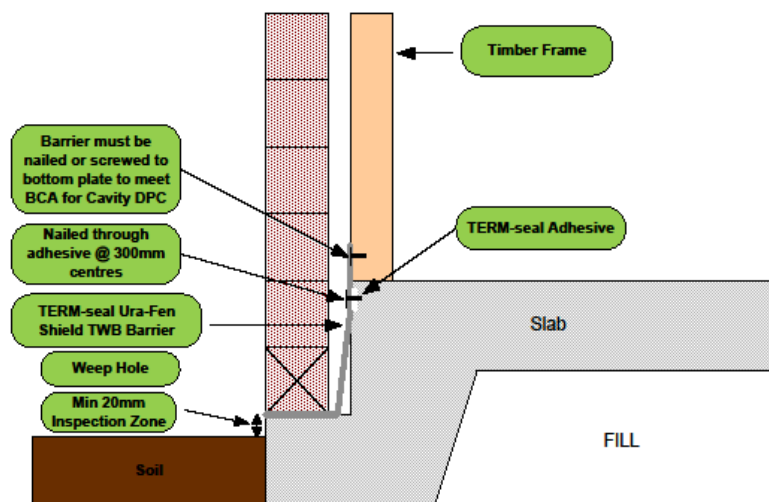 Timber Frame
Barrier must be
nailed or screwed to
bottom plate to meet
BCA for Cavity DPC
Nailed through
adhesive @ 300mm
centres
TERM-seal Adhesive
TERM-seal Ura-Fen
Shield TWB Barrier
Slab
Weep Hole
Min 20mm
Inspection Zone
FILL
Soil